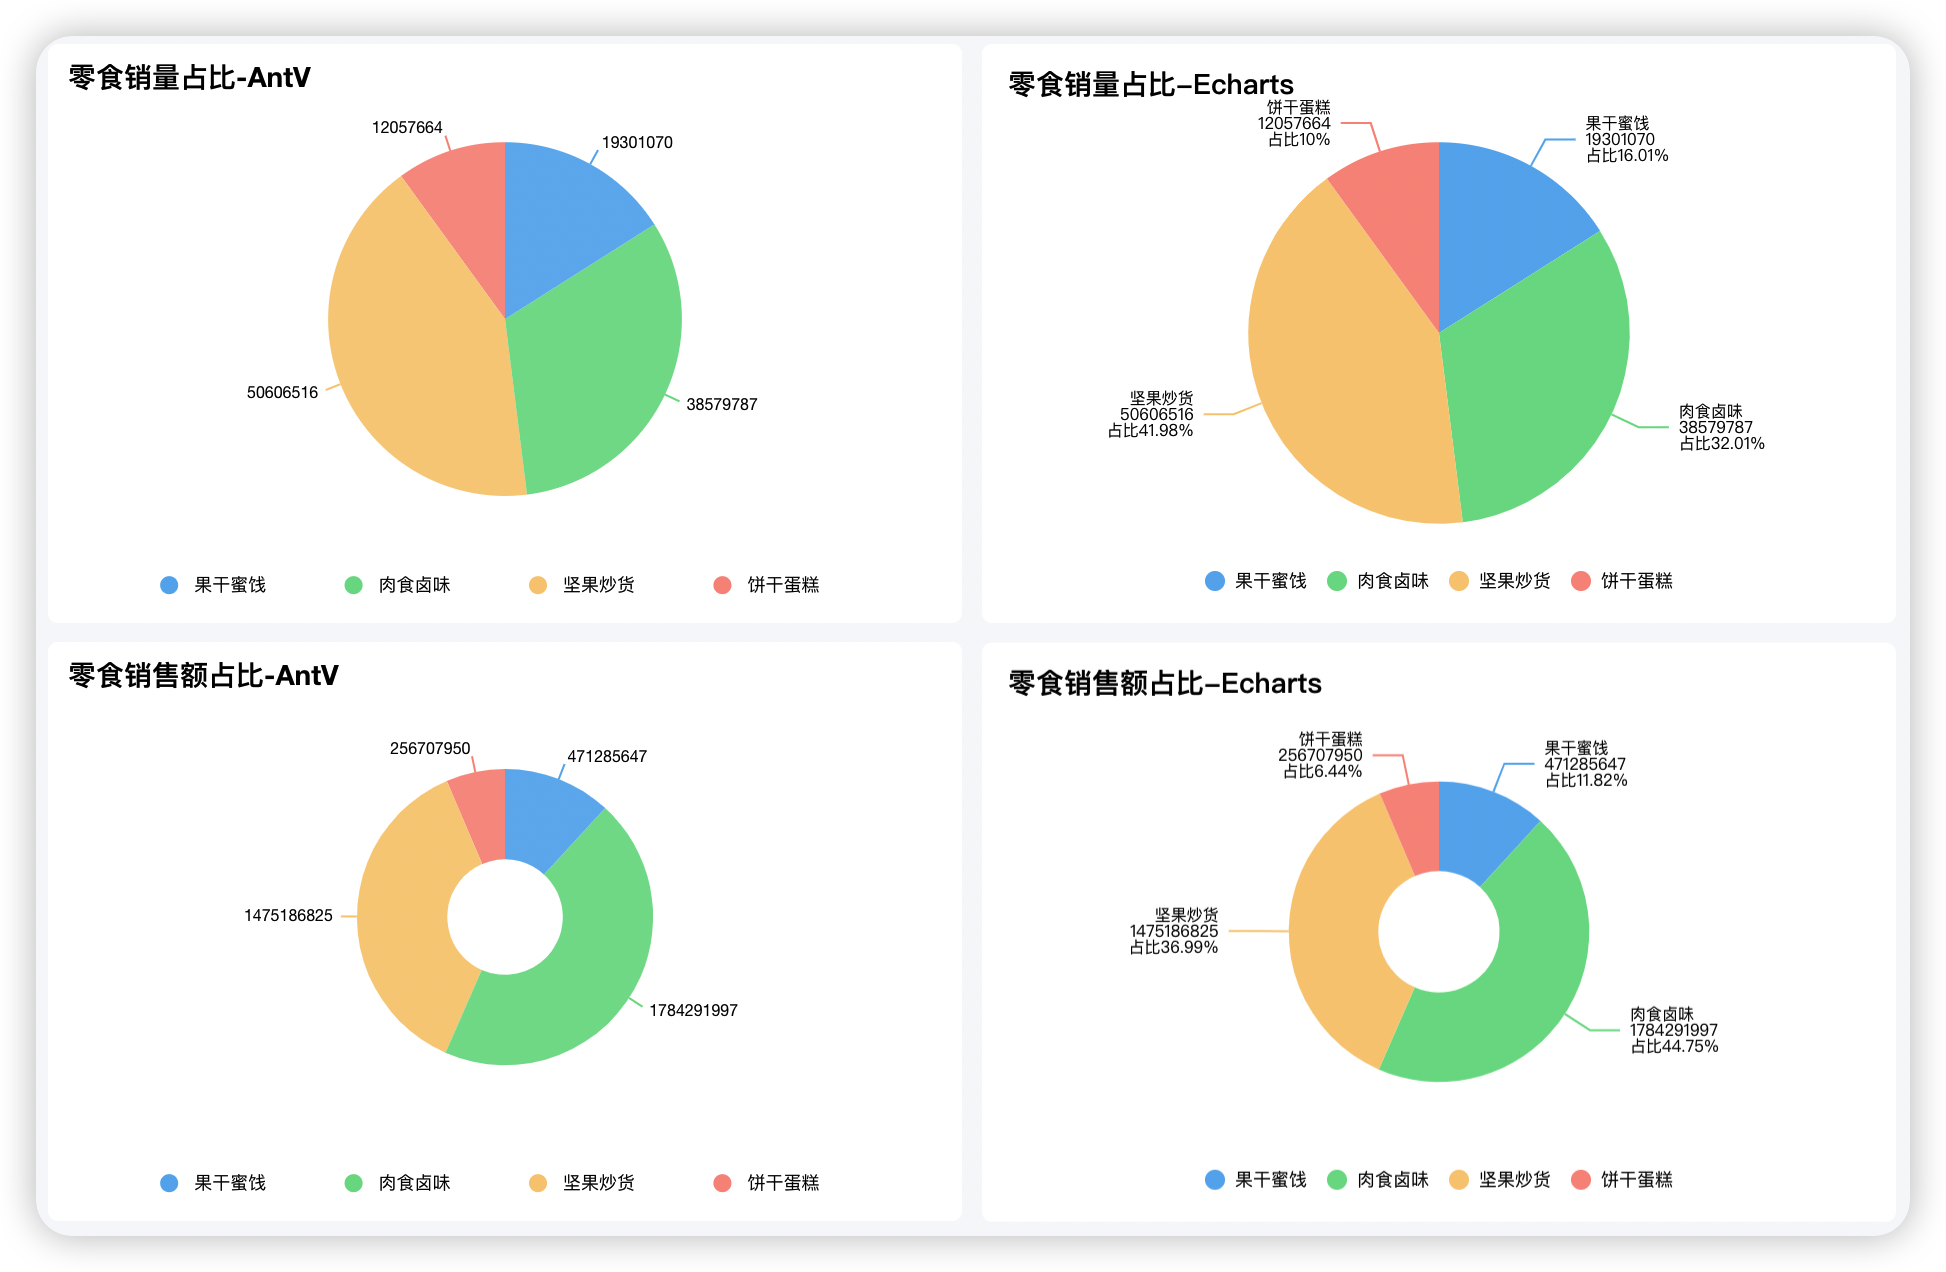 零食销量占比-AntV
12057664
19301070
50606516
38579787
果干蜜饯
肉食卤味
坚果炒货
饼干蛋糕
零食销量占比-Echarts
饼干蛋糕
12057664
占比10%
果干蜜饯
19301070
占比16.01%
坚果炒货
50606516
占比41.98%
肉食卤味
38579787
占比32.01%
果干蜜饯
肉食卤味
坚果炒货
饼干蛋糕
零食销售额占比-AntV
256707950
471285647
1475186825
1784291997
果干蜜饯
肉食卤味
坚果炒货
饼干蛋糕
零食销售额占比-Echarts
饼干蛋糕
256707950
占比6.44%
果干蜜饯
471285647
占比11.82%
坚果炒货
1475186825
占比36.99%
肉食卤味
1784291997
占比44.75%
果干蜜饯
肉食卤味
坚果炒货
饼干蛋糕